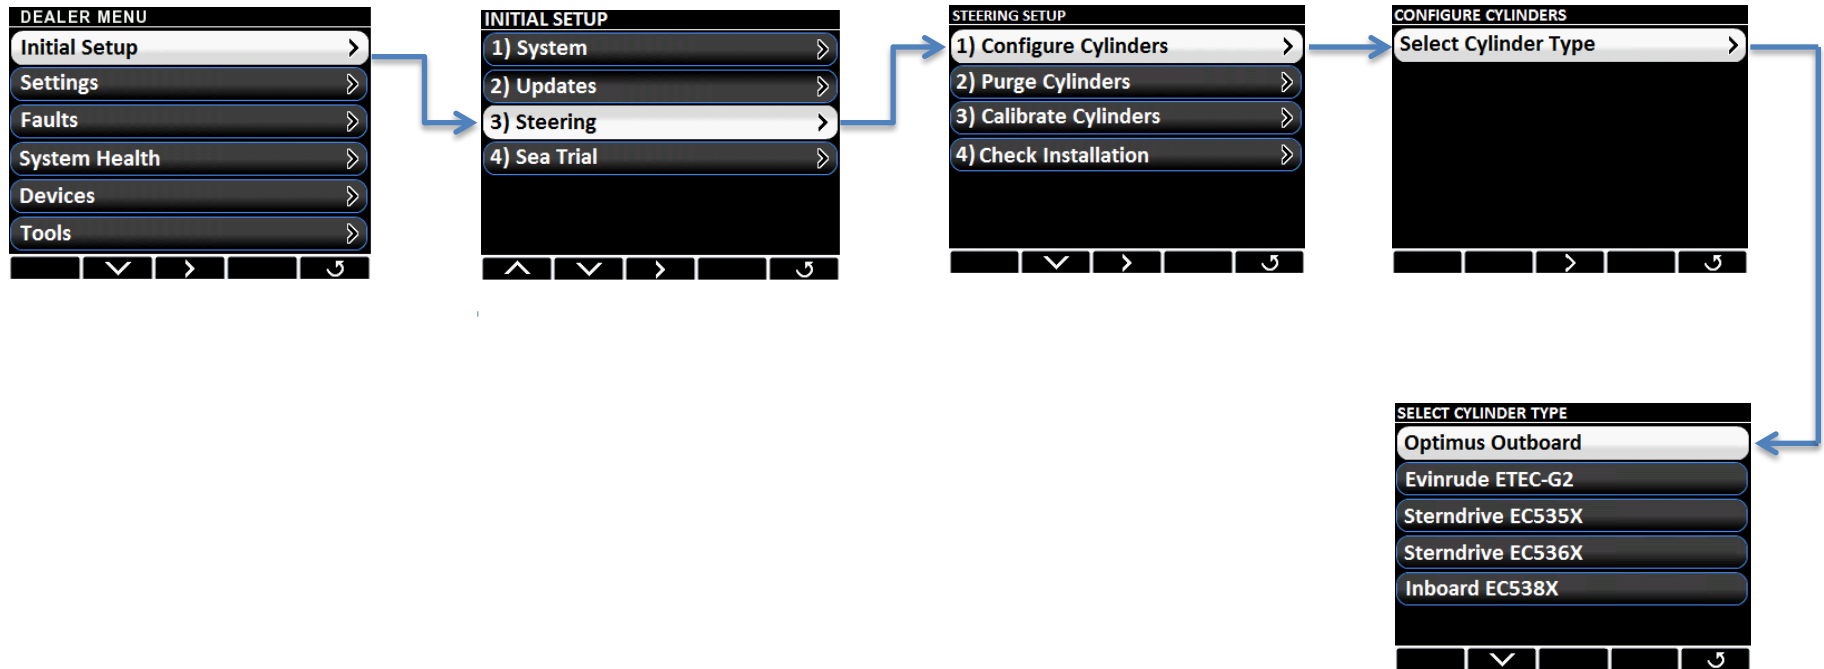 DEALER MENU
Initial Setup
Settings
Faults
System Health
Devices
Tools
INITIAL SETUP
1) System
2) Updates
3) Steering
4) Sea Trial
STEERING SETUP
1) Configure Cylinders
2) Purge Cylinders
3) Calibrate Cylinders
4) Check Installation
CONFIGURE CYLINDERS
Select Cylinder Type
SELECT CYLINDER TYPE
Optimus Outboard
Evinrude ETEC-G2
Sterndrive EC535X
Sterndrive EC536X
Inboard EC538X